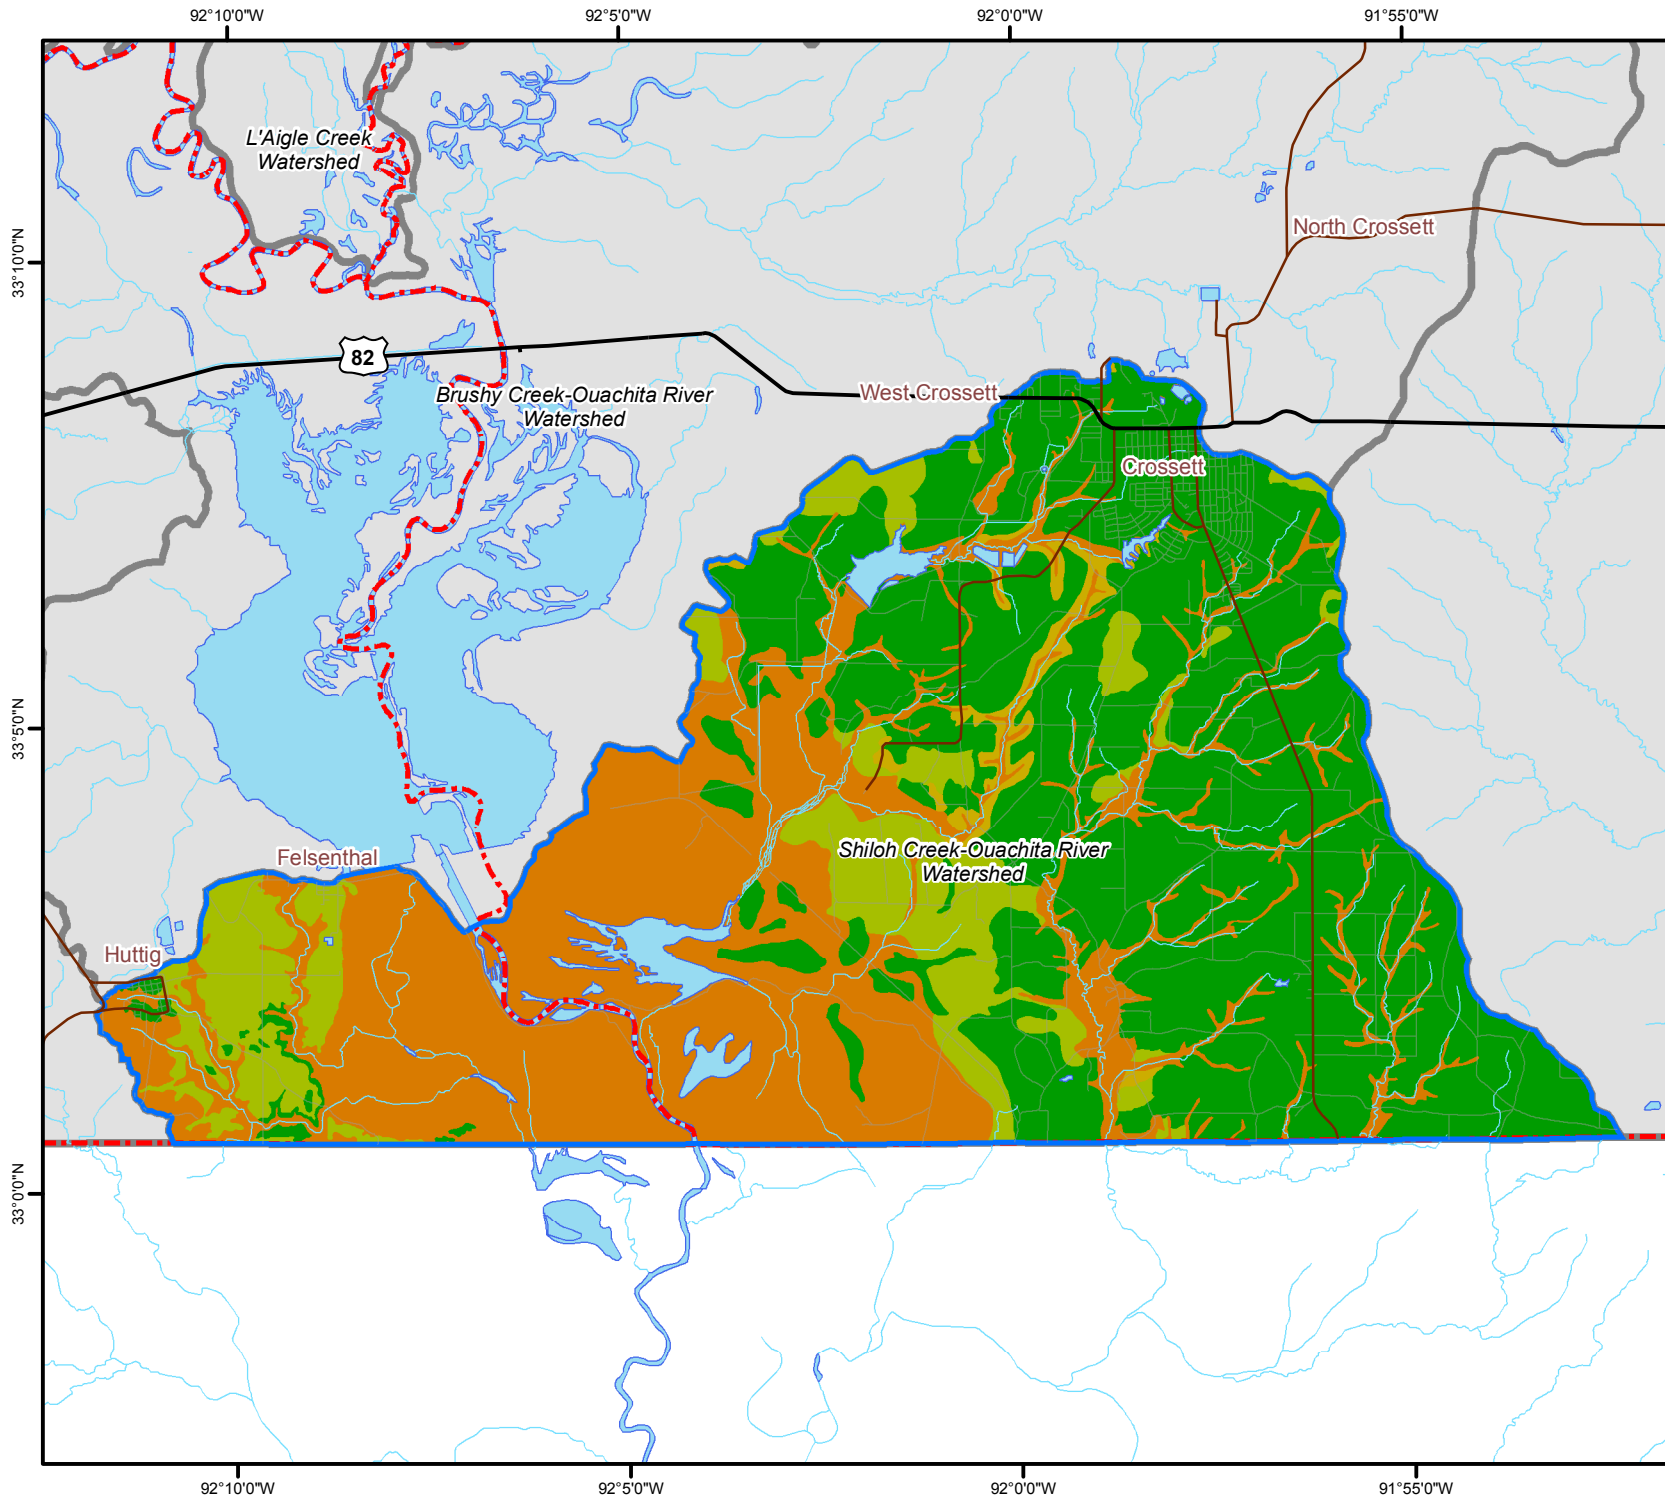 92°10'0"W
92°5'0"W
92°0'0"W
91°55'0"W
L'Aigle Creek
Watershed
North Crossett
33°10'0"N
82
Brushy Creek-Ouachita River
Watershed
West Crossett
Crossett
33°5'0"N
Felsenthal
Shiloh Creek-Ouachita River
Watershed
Huttig
33°0'0"N
92°10'0"W
92°5'0"W
92°0'0"W
91°55'0"W